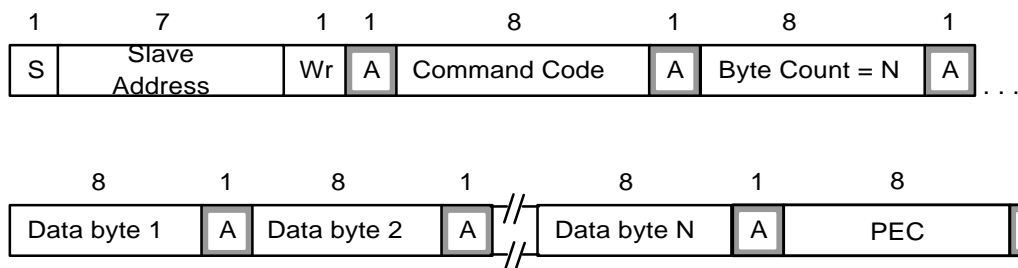 1 7 1 1 8 1 8 1
S Slave Address Wr A Command Code A Byte Count = N A . . .
8 1 8 1 8 1 8
Data byte 1 A Data byte 2 A Data byte N A PEC